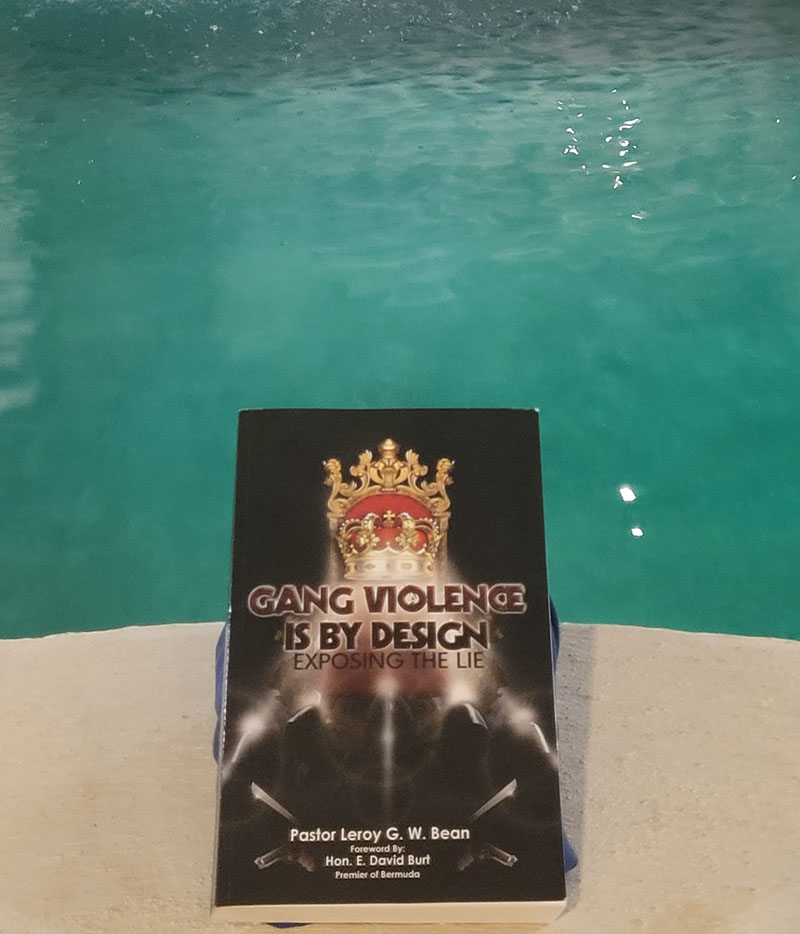 GANG VIOLENCE
IS BY DESIGN
EXPOSING THE LIE
Pastor Leroy G. W. Bean
Foreword By:
Hon. E. David Burt
Premier of Bermuda